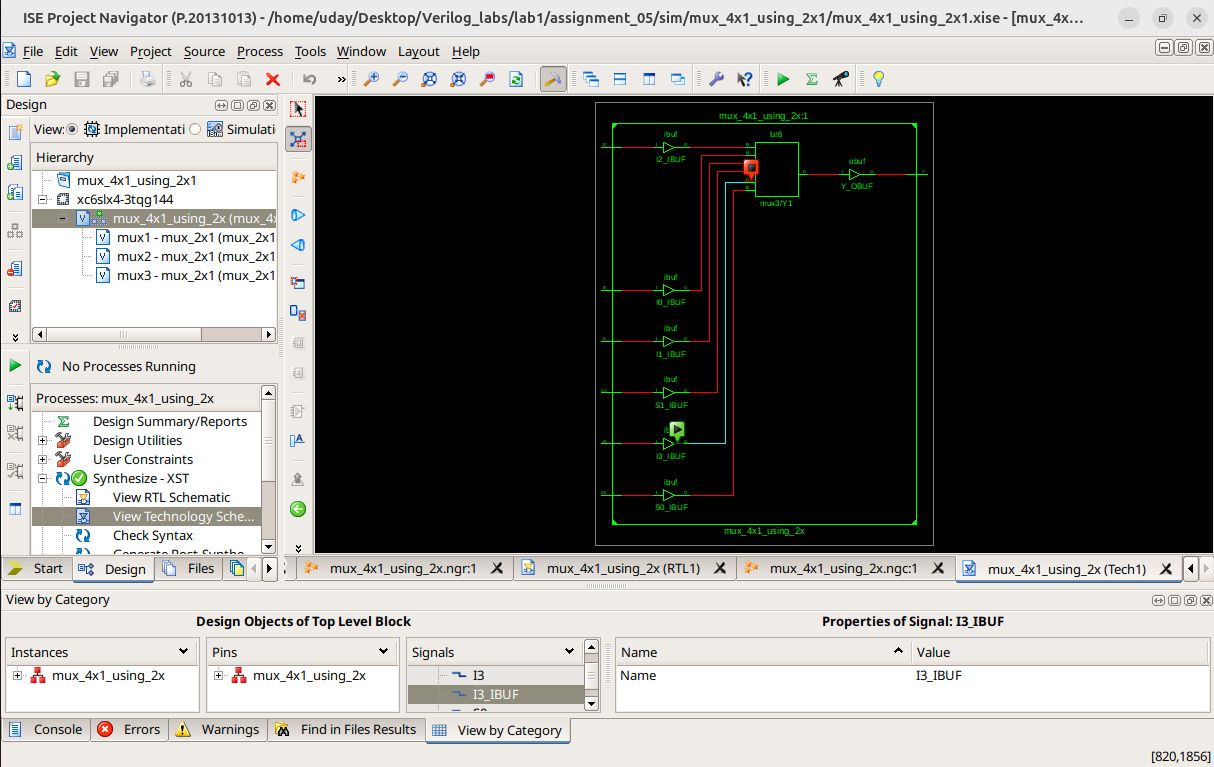 ISE Project Navigator (P.20131013) - /home/uday/Desktop/Verilog_labs/lab1/assignment_05/sim/mux_4x1_using_2x1/mux_4x1_using_2x1.xise - [mux_4x...
File Edit View Project Source Process Tools Window Layout Help
Design
View: Implementati Simulati
Hierarchy
mux_4x1_using_2x1
xc6slx4-3tqg144
mux_4x1_using_2x (mux_4
mux1 - mux_2x1 (mux_2x1
mux2 - mux_2x1 (mux_2x1
mux3 - mux_2x1 (mux_2x1
No Processes Running
Processes: mux_4x1_using_2x
Design Summary/Reports
Design Utilities
User Constraints
Synthesize - XST
View RTL Schematic
View Technology Sche...
Check Syntax
Generate Post-Synthe
Start Design Files
mux_4x1_using_2x:1
ibuf
I2_IBUF
lut6
mux3/Y1
obuf
Y_OBUF
ibuf
I0_IBUF
ibuf
I1_IBUF
ibuf
S1_IBUF
I3_IBUF
ibuf
S0_IBUF
mux_4x1_using_2x
mux_4x1_using_2x.ngr:1 mux_4x1_using_2x (RTL1) mux_4x1_using_2x.ngc:1 mux_4x1_using_2x (Tech1)
View by Category
Design Objects of Top Level Block
Properties of Signal: I3_IBUF
Instances Pins Signals Name Value
mux_4x1_using_2x mux_4x1_using_2x I3 Name I3_IBUF
I3_IBUF
Console Errors Warnings Find in Files Results View by Category
[820,1856]